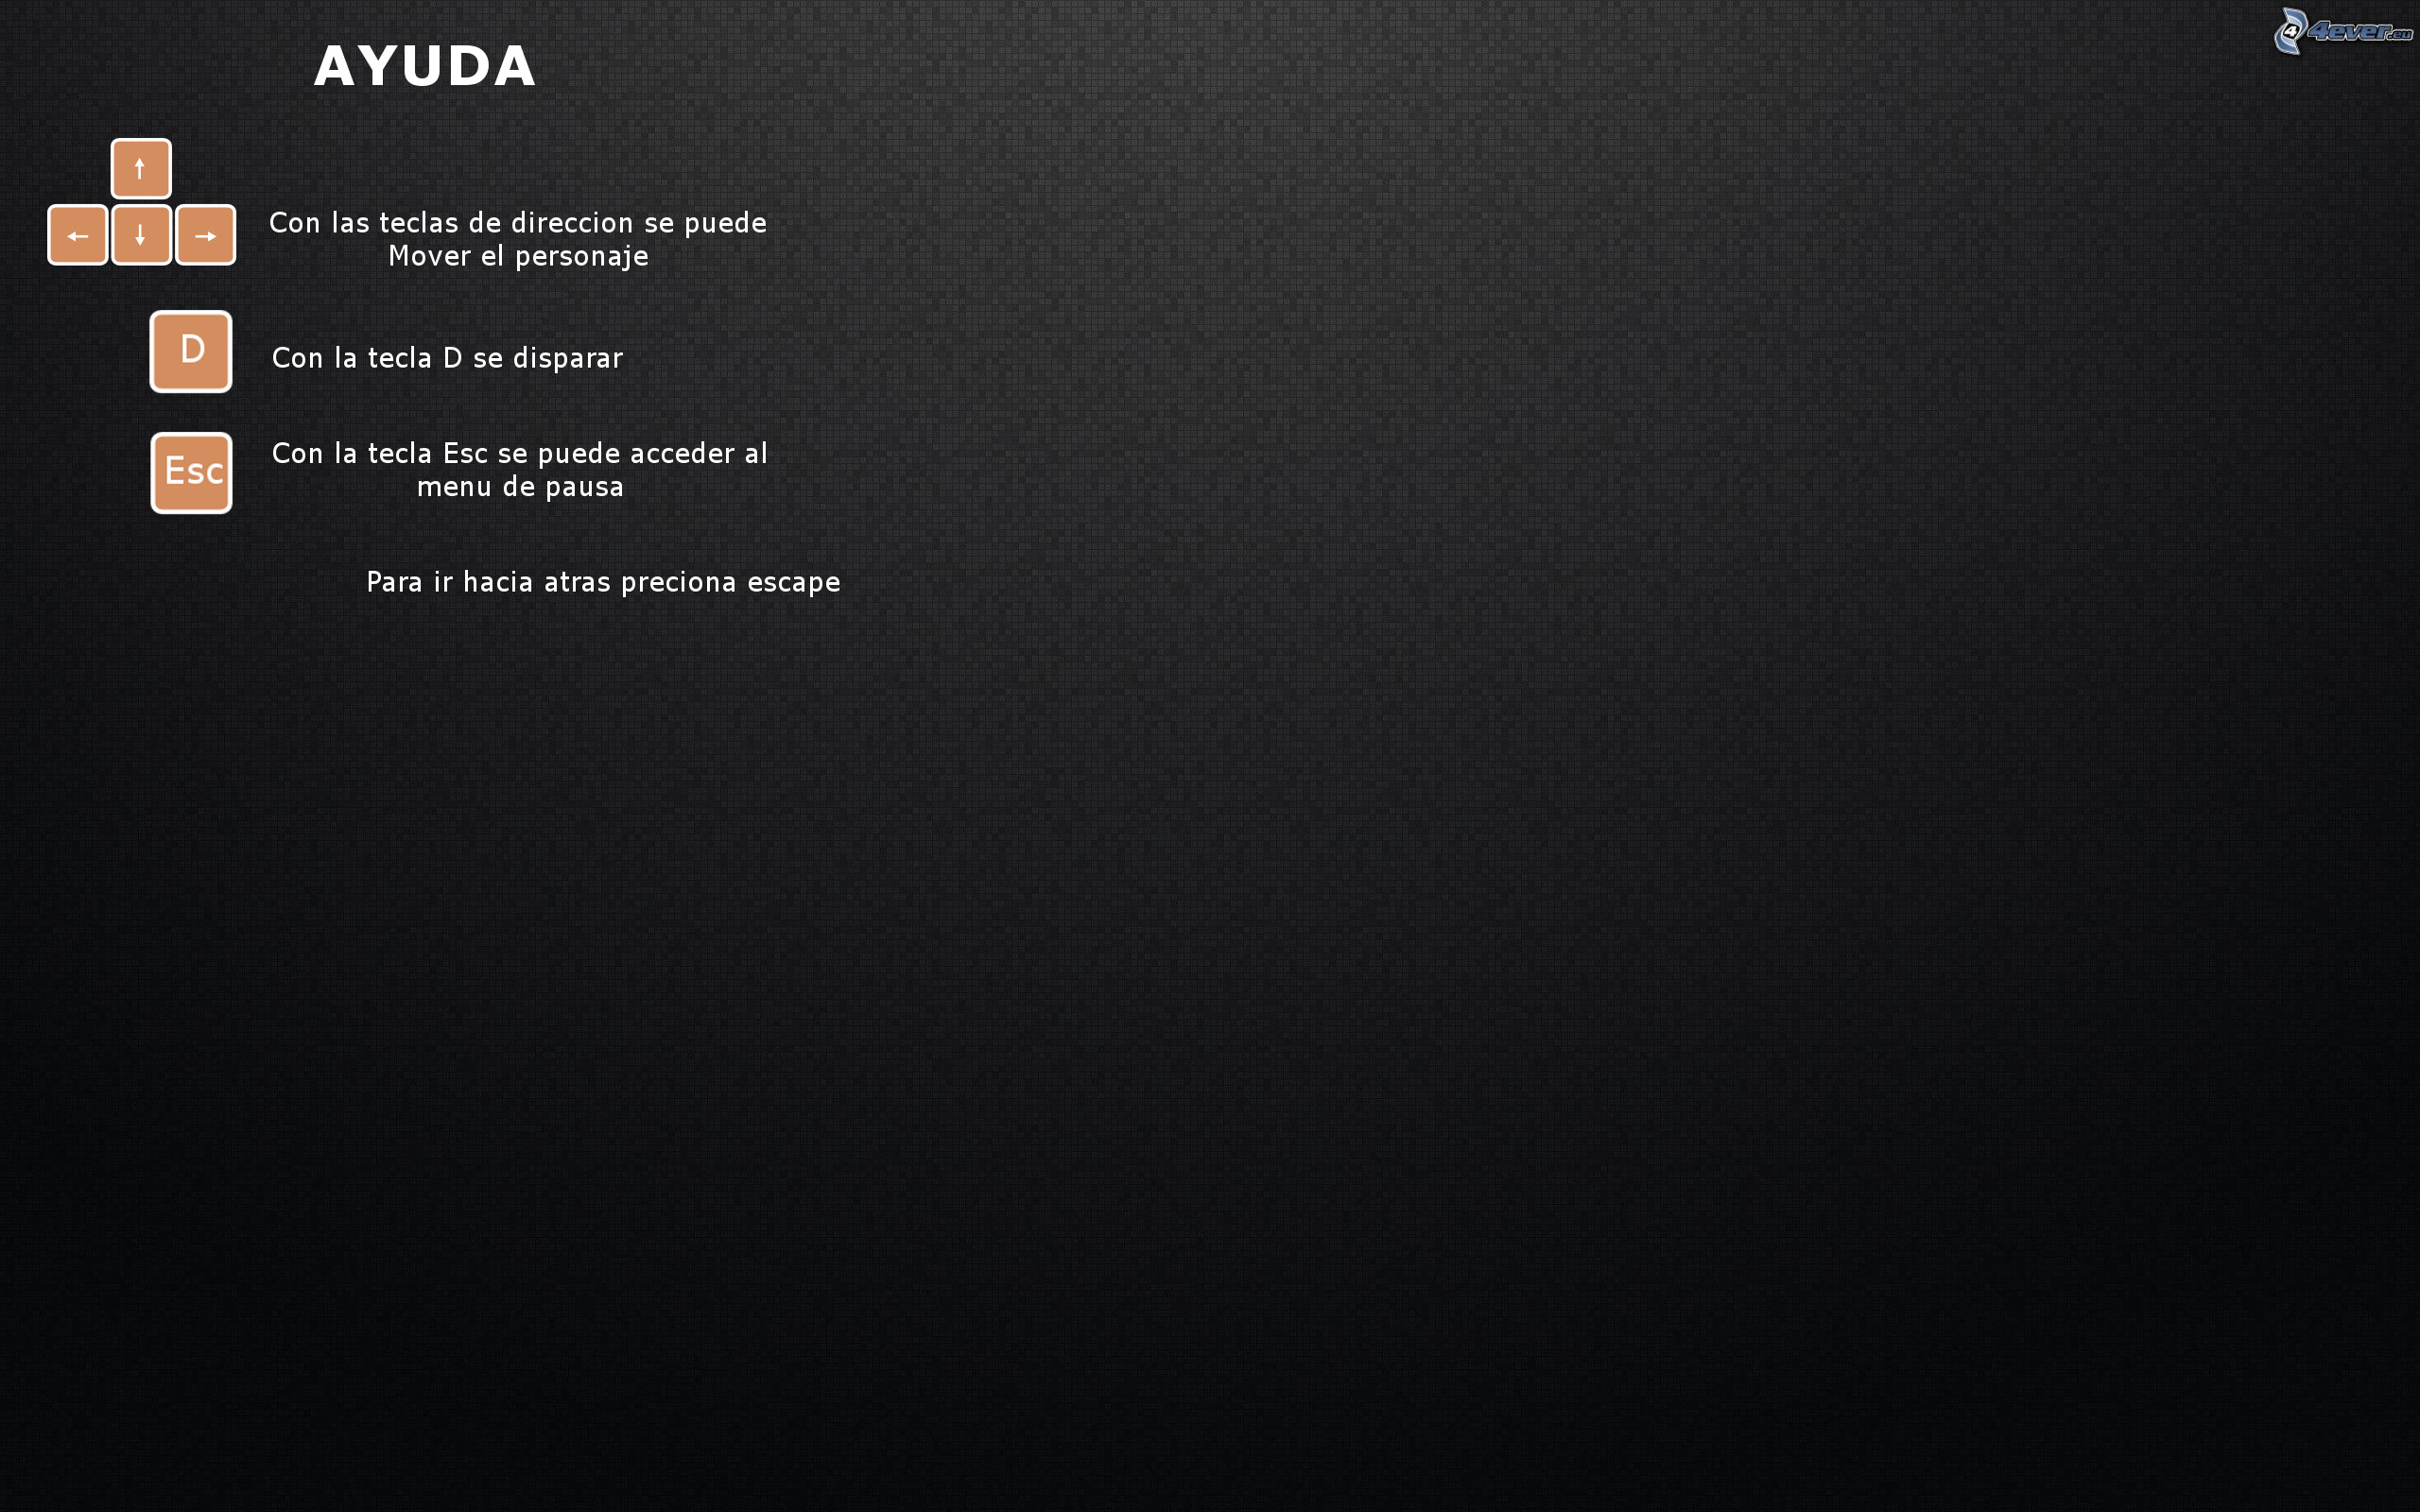 4ever.eu
AYUDA
↑
← ↓ →
Con las teclas de direccion se puede
Mover el personaje
D
Con la tecla D se disparar
Esc
Con la tecla Esc se puede acceder al
menu de pausa
Para ir hacia atras preciona escape